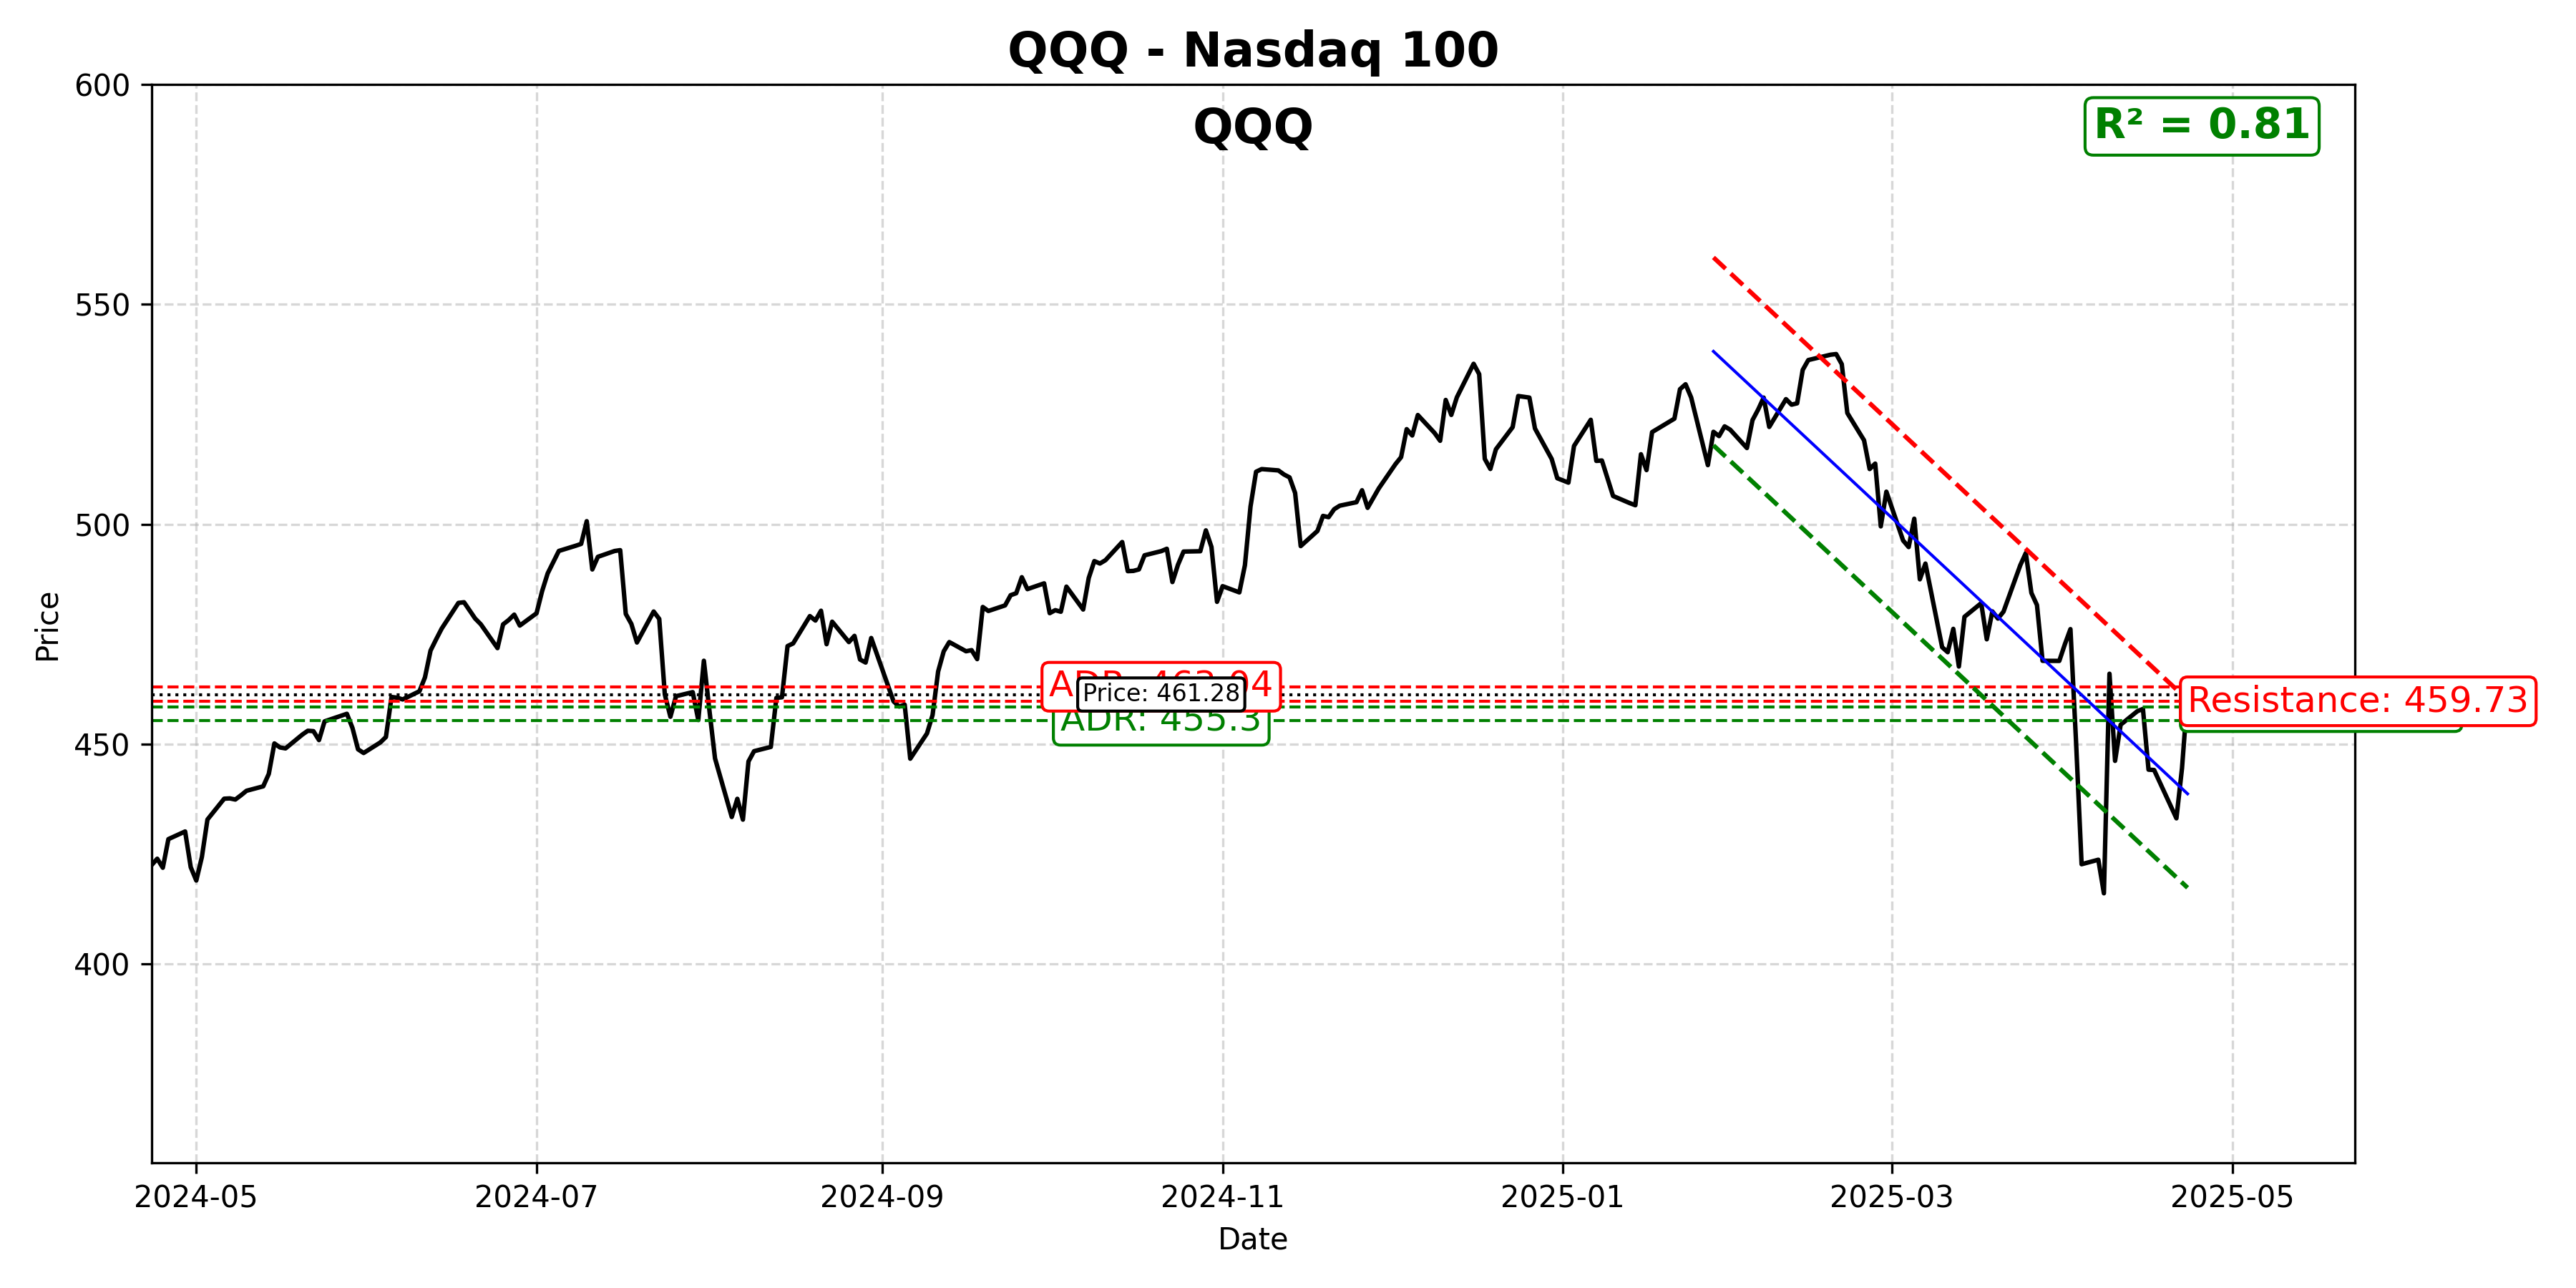 QQQ - Nasdaq 100
QQQ
R² = 0.81
600
550
500
450
400
Price
Price: 461.28
ADR: 455.3
Resistance: 459.73
2024-05
2024-07
2024-09
2024-11
2025-01
2025-03
2025-05
Date